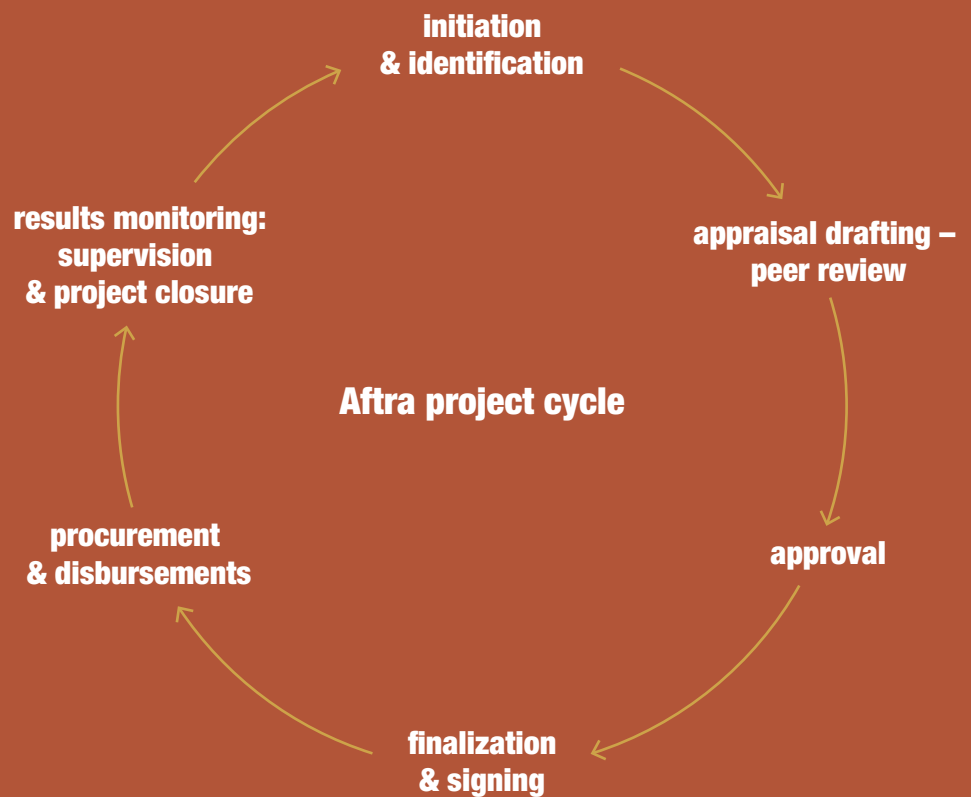 initiation
& identification
appraisal drafting –
peer review
approval
finalization
& signing
procurement
& disbursements
results monitoring:
supervision
& project closure
Aftra project cycle